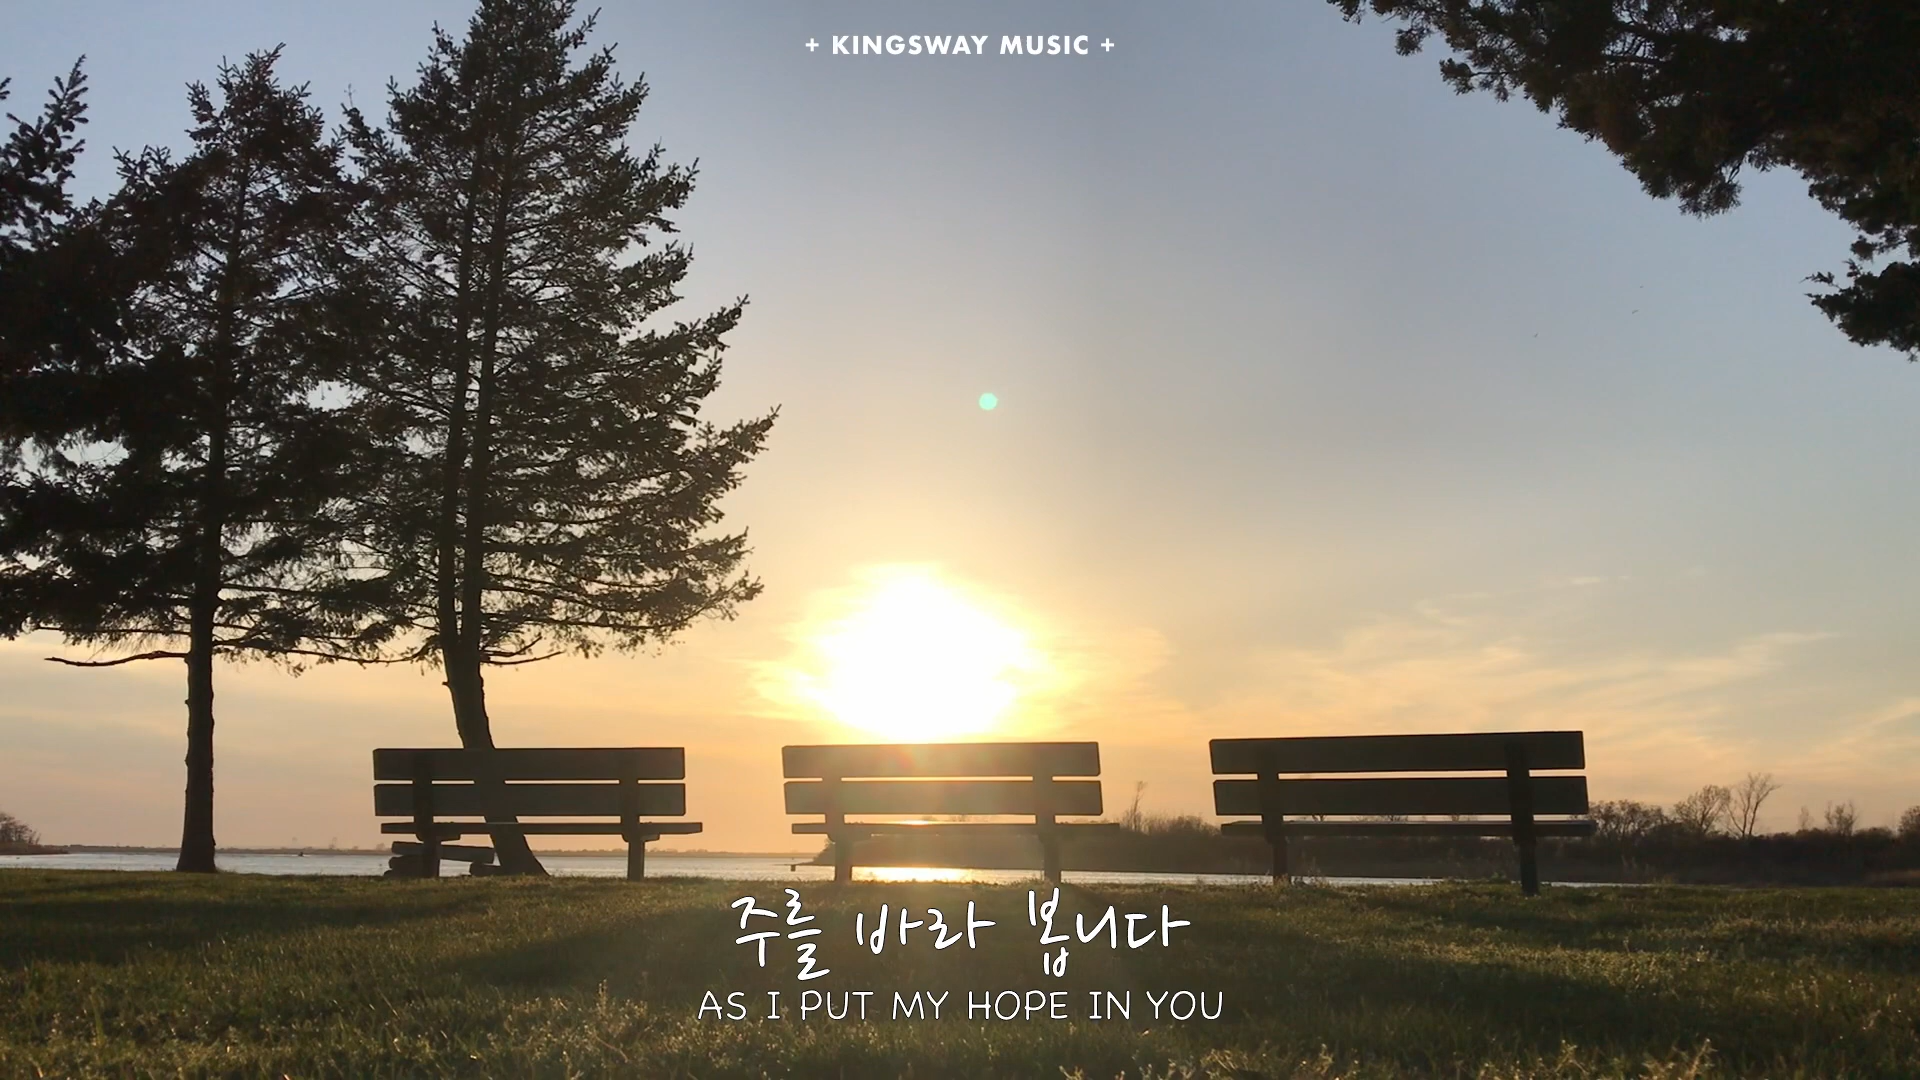 + KINGSWAY MUSIC +
주를 바라 봅니다
AS I PUT MY HOPE IN YOU